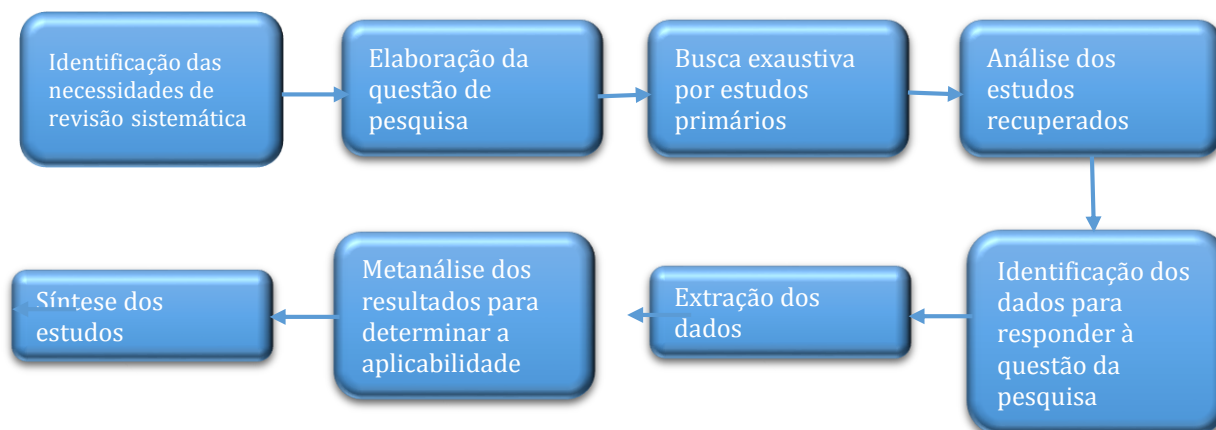 Identificação das
necessidades de
revisão sistemática
Elaboração da
questão de
pesquisa
Busca exaustiva
por estudos
primários
Análise dos
estudos
recuperados
Identificação dos
dados para
responder à
questão da
pesquisa
Extração dos
dados
Metanálise dos
resultados para
determinar a
aplicabilidade
Síntese dos
estudos